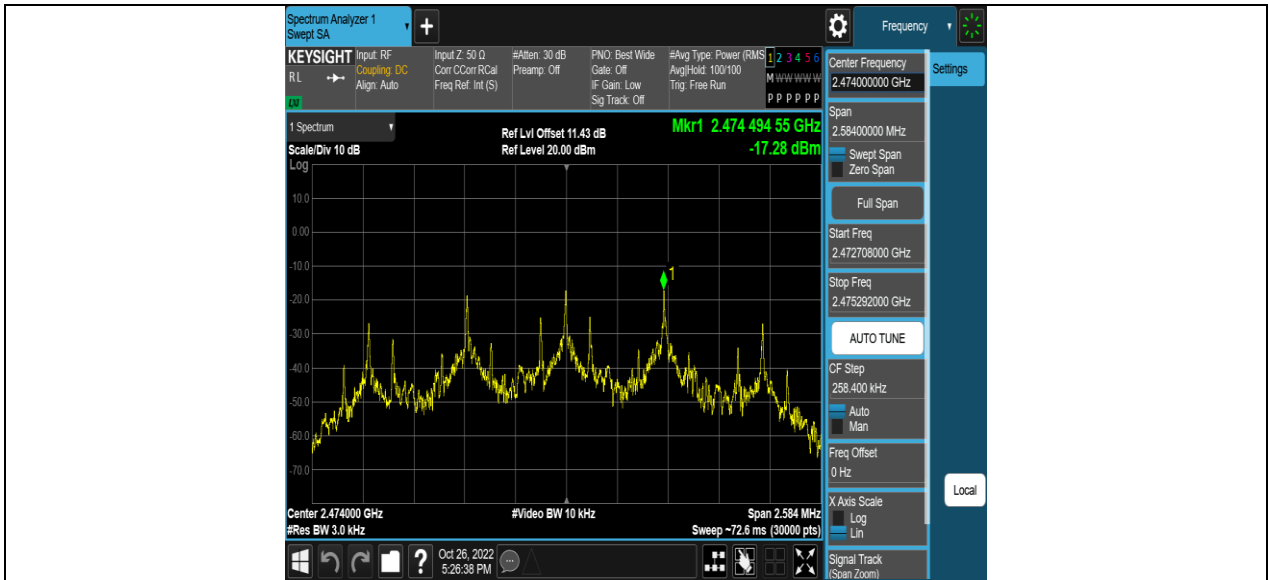 Spectrum Analyzer 1
Swept SA
+
Frequency
KEYSIGHT
RL
LXI
Input: RF
Coupling: DC
Align: Auto
Input Z: 50 Ω
Corr CCorr RCal
Freq Ref: Int (S)
#Atten: 30 dB
Preamp: Off
PNO: Best Wide
Gate: Off
IF Gain: Low
Sig Track: Off
#Avg Type: Power (RMS
Avg|Hold: 100/100
Trig: Free Run
1 2 3 4 5 6
M W W W W W
P P P P P P
Center Frequency
2.474000000 GHz
Settings
Span
2.58400000 MHz
Swept Span
Zero Span
Full Span
Start Freq
2.472708000 GHz
Stop Freq
2.475292000 GHz
AUTO TUNE
CF Step
258.400 kHz
Auto
Man
Freq Offset
0 Hz
X Axis Scale
Log
Lin
Signal Track
(Span Zoom)
Local
1 Spectrum
Scale/Div 10 dB
Ref Lvl Offset 11.43 dB
Ref Level 20.00 dBm
Mkr1 2.474 494 55 GHz
-17.28 dBm
Log
10.0
0.00
-10.0
-20.0
-30.0
-40.0
-50.0
-60.0
-70.0
1
Center 2.474000 GHz
#Video BW 10 kHz
Span 2.584 MHz
#Res BW 3.0 kHz
Sweep ~72.6 ms (30000 pts)
?
Oct 26, 2022
5:26:38 PM